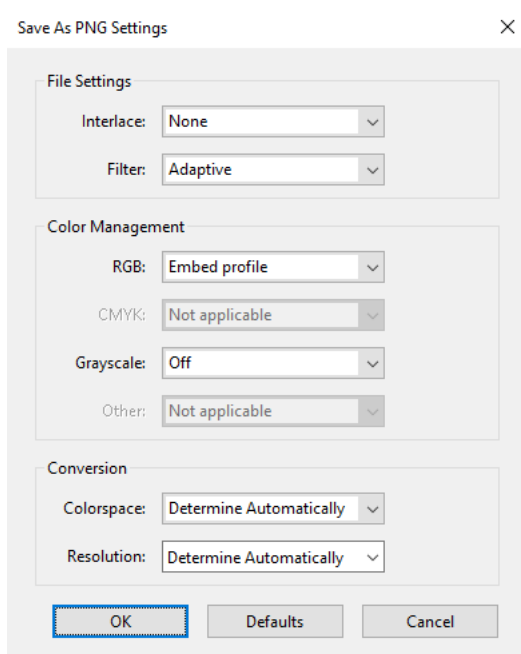 Save As PNG Settings
File Settings
Interlace: None
Filter: Adaptive
Color Management
RGB: Embed profile
CMYK: Not applicable
Grayscale: Off
Other: Not applicable
Conversion
Colorspace: Determine Automatically
Resolution: Determine Automatically
OK Defaults Cancel